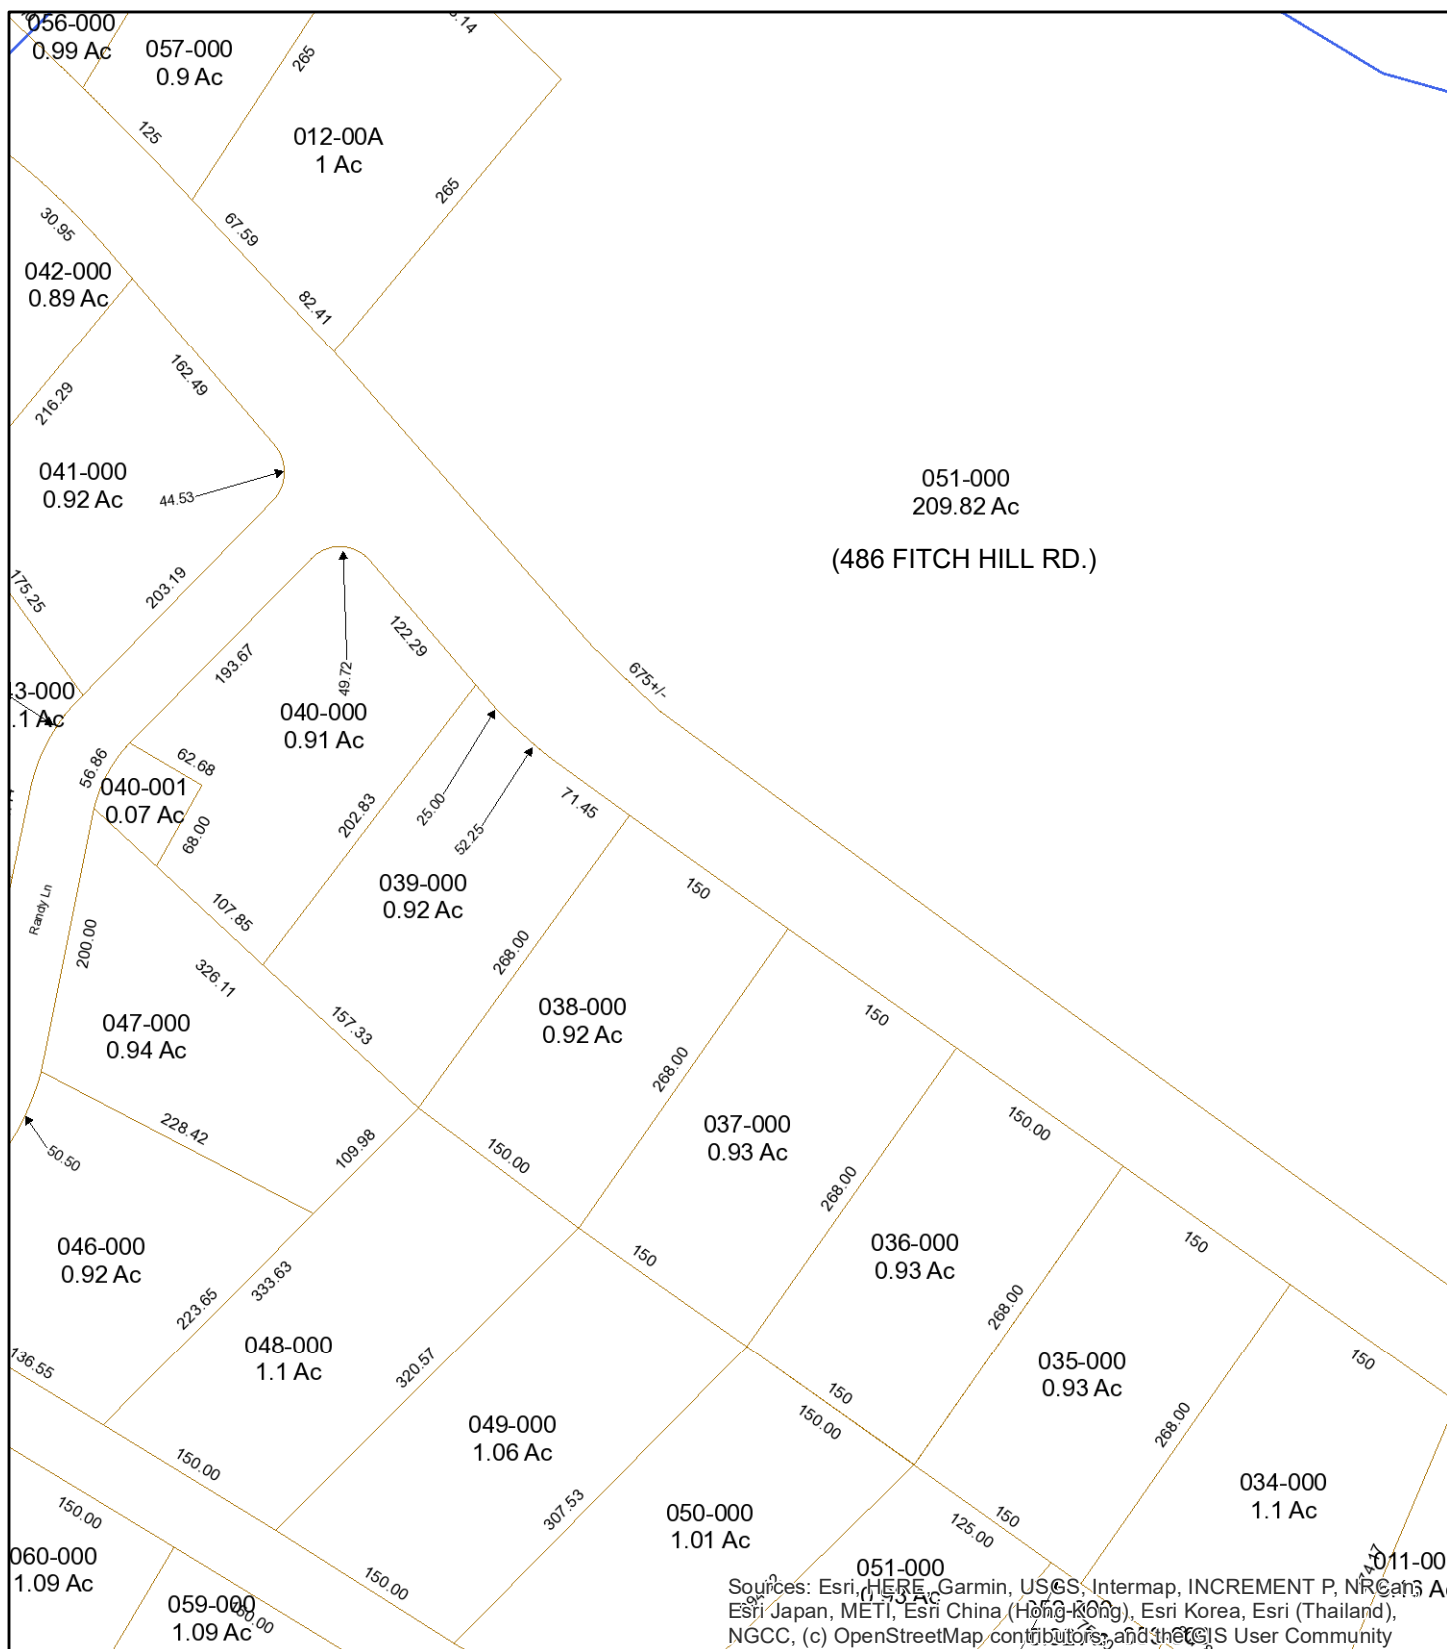 056-000
0.99 Ac
057-000
0.9 Ac
265
125
012-00A
1 Ac
265
67.59
82.41
30.95
042-000
0.89 Ac
162.49
216.29
041-000
0.92 Ac
44.53
051-000
209.82 Ac
(486 FITCH HILL RD.)
175.25
203.19
122.29
193.67
49.72
675+/-
040-000
0.91 Ac
56.86
62.68
040-001
0.07 Ac
68.00
202.83
25.00
52.25
71.45
039-000
0.92 Ac
150
Randy Ln
200.00
107.85
326.11
268.00
157.33
038-000
0.92 Ac
047-000
0.94 Ac
150
268.00
228.42
50.50
109.98
150.00
037-000
0.93 Ac
150.00
268.00
046-000
0.92 Ac
223.65
333.63
150
036-000
0.93 Ac
150
268.00
136.55
048-000
1.1 Ac
320.57
035-000
0.93 Ac
150
150
150.00
049-000
1.06 Ac
268.00
150.00
034-000
1.1 Ac
150.00
307.53
050-000
1.01 Ac
150
125.00
060-000
1.09 Ac
150.00
051-000
0.93 Ac
059-000
1.09 Ac
Sources: Esri, HERE, Garmin, USGS, Intermap, INCREMENT P, NRCan,
Esri Japan, METI, Esri China (Hong Kong), Esri Korea, Esri (Thailand),
NGCC, (c) OpenStreetMap contributors, and the GIS User Community